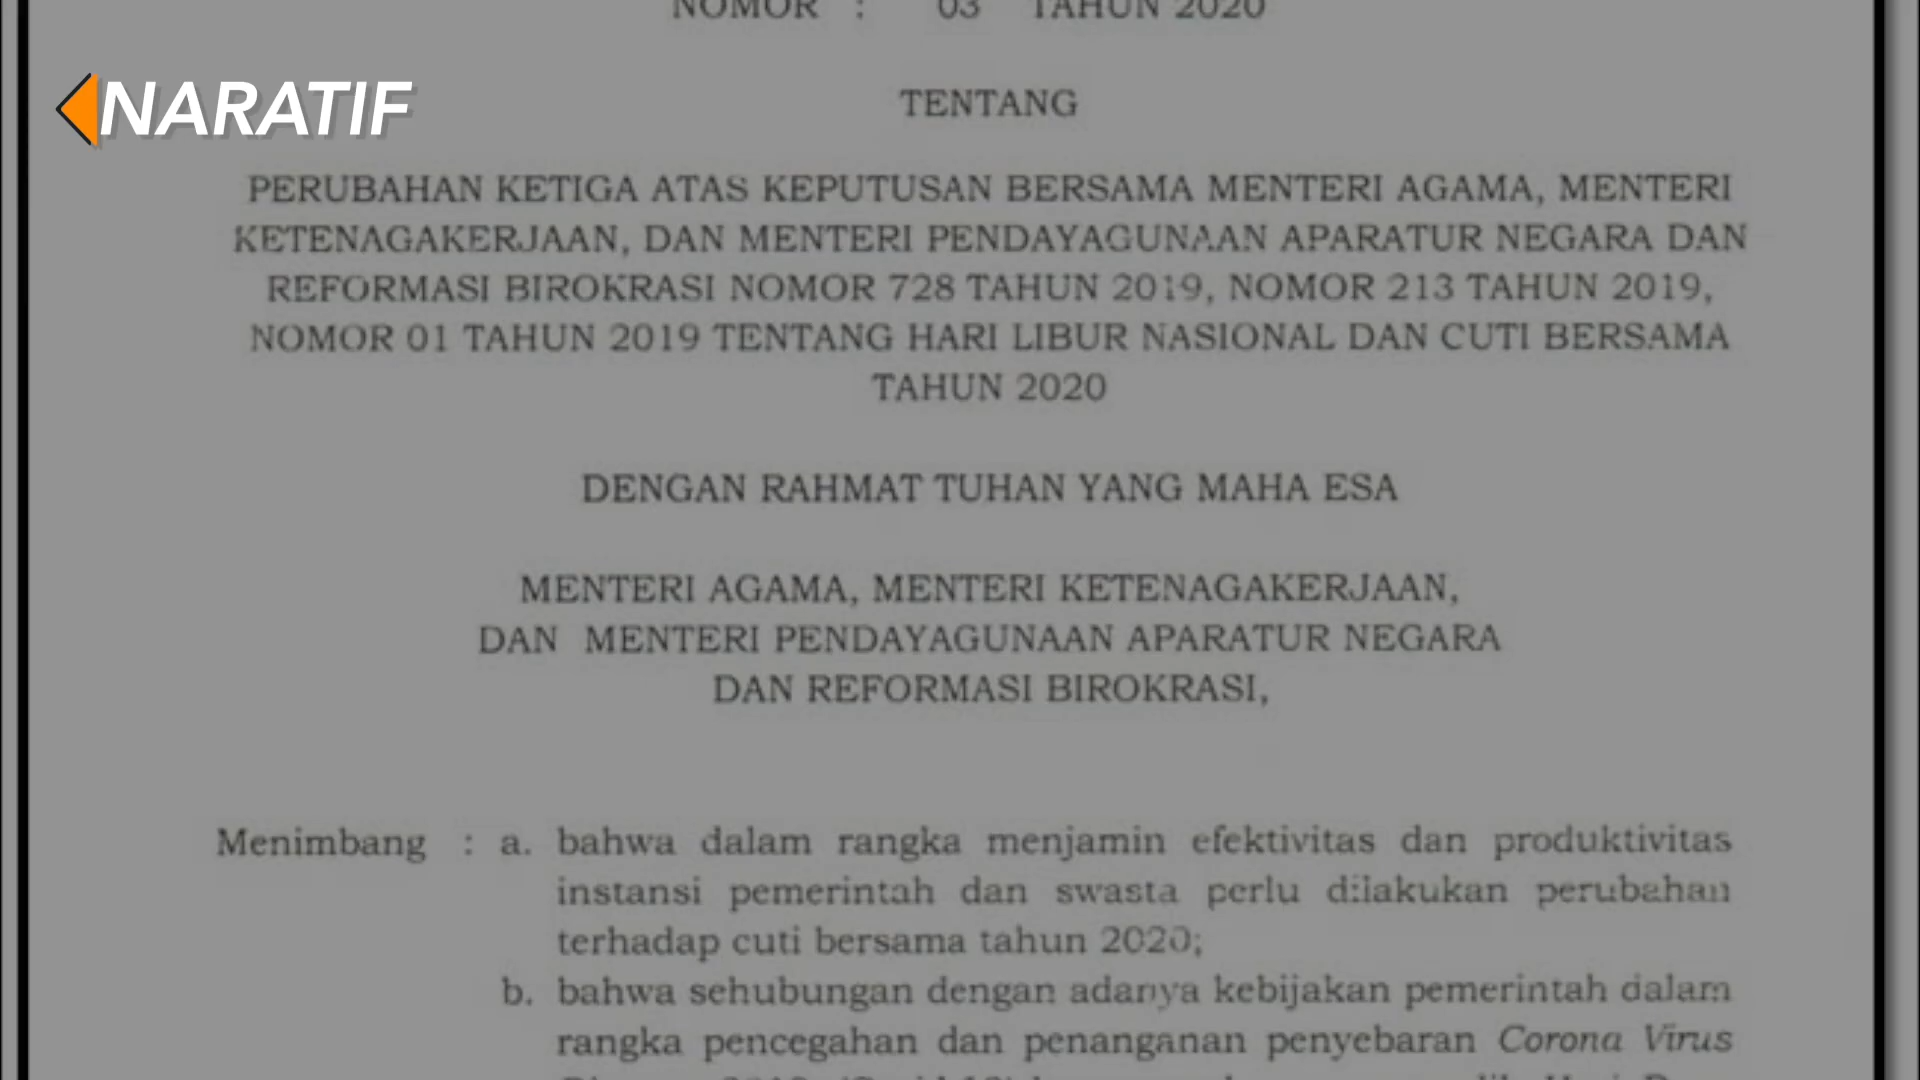 NOMOR : 03 TAHUN 2020
NARATIF
TENTANG
PERUBAHAN KETIGA ATAS KEPUTUSAN BERSAMA MENTERI AGAMA, MENTERI
KETENAGAKERJAAN, DAN MENTERI PENDAYAGUNAAN APARATUR NEGARA DAN
REFORMASI BIROKRASI NOMOR 728 TAHUN 2019, NOMOR 213 TAHUN 2019,
NOMOR 01 TAHUN 2019 TENTANG HARI LIBUR NASIONAL DAN CUTI BERSAMA
TAHUN 2020
DENGAN RAHMAT TUHAN YANG MAHA ESA
MENTERI AGAMA, MENTERI KETENAGAKERJAAN,
DAN MENTERI PENDAYAGUNAAN APARATUR NEGARA
DAN REFORMASI BIROKRASI,
Menimbang : a. bahwa dalam rangka menjamin efektivitas dan produktivitas
instansi pemerintah dan swasta perlu dilakukan perubahan
terhadap cuti bersama tahun 2020;
b. bahwa sehubungan dengan adanya kebijakan pemerintah dalam
rangka pencegahan dan penanganan penyebaran Corona Virus